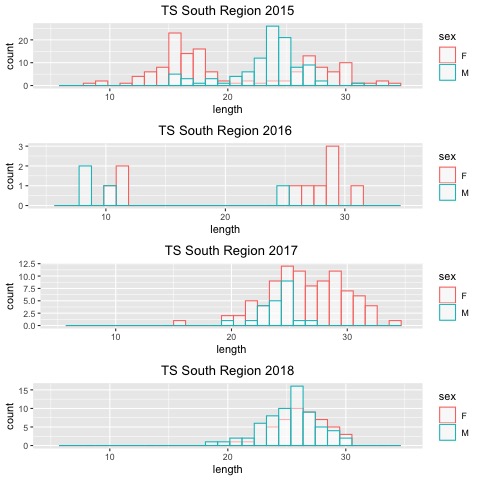 TS South Region 2015
count
20
10
0
10
20
30
length
sex
F
M
TS South Region 2016
count
3
2
1
0
10
20
30
length
sex
F
M
TS South Region 2017
count
12.5
10.0
7.5
5.0
2.5
0.0
10
20
30
length
sex
F
M
TS South Region 2018
count
15
10
5
0
10
20
30
length
sex
F
M